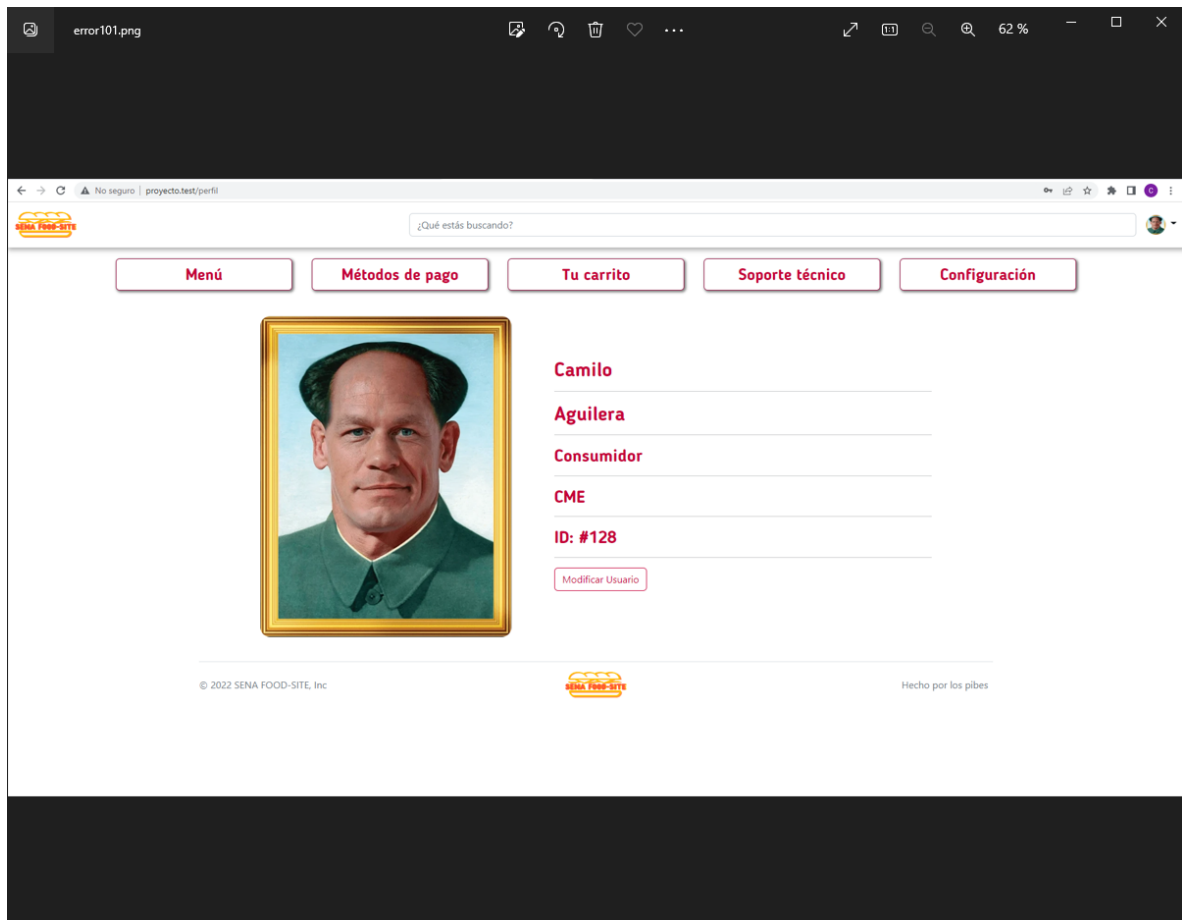 error101.png
62 %
No seguro | proyecto.test/perfil
C
SENA FOOD-SITE
¿Qué estás buscando?
Menú
Métodos de pago
Tu carrito
Soporte técnico
Configuración
Camilo
Aguilera
Consumidor
CME
ID: #128
Modificar Usuario
© 2022 SENA FOOD-SITE, Inc
SENA FOOD-SITE
Hecho por los pibes